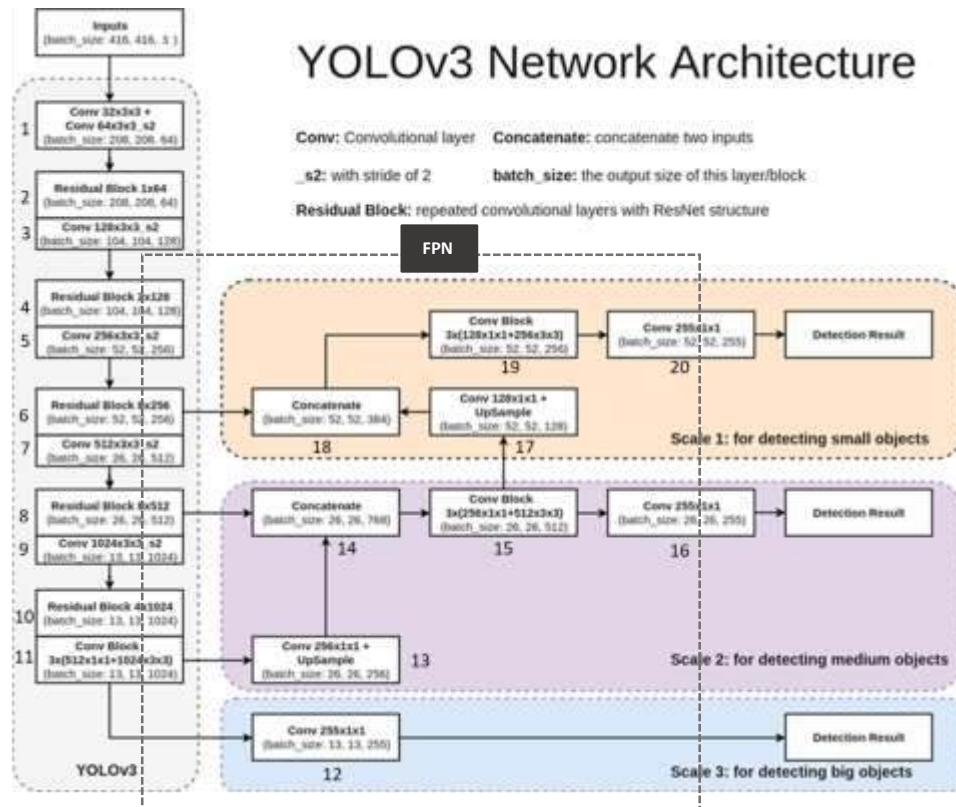 Inputs
(batch_size: 416, 416, 3 )
YOLOv3 Network Architecture
Conv: Convolutional layer Concatenate: concatenate two inputs
_s2: with stride of 2 batch_size: the output size of this layer/block
Residual Block: repeated convolutional layers with ResNet structure
FPN
1
Conv 32x3x3 +
Conv 64x3x3_s2
(batch_size: 208, 208, 64)
2
Residual Block 1x64
(batch_size: 208, 208, 64)
3
Conv 128x3x3_s2
(batch_size: 104, 104, 128)
4
Residual Block 2x128
(batch_size: 104, 104, 128)
5
Conv 256x3x3_s2
(batch_size: 52, 52, 256)
6
Residual Block 8x256
(batch_size: 52, 52, 256)
7
Conv 512x3x3_s2
(batch_size: 26, 26, 512)
8
Residual Block 8x512
(batch_size: 26, 26, 512)
9
Conv 1024x3x3_s2
(batch_size: 13, 13, 1024)
10
Residual Block 4x1024
(batch_size: 13, 13, 1024)
11
Conv Block
3x(512x1x1+1024x3x3)
(batch_size: 13, 13, 1024)
YOLOv3
Conv Block
3x(128x1x1+256x3x3)
(batch_size: 52, 52, 256)
19
Conv 255x1x1
(batch_size: 52, 52, 255)
20
Detection Result
Concatenate
(batch_size: 52, 52, 384)
18
Conv 128x1x1 +
UpSample
(batch_size: 52, 52, 128)
17
Scale 1: for detecting small objects
Concatenate
(batch_size: 26, 26, 768)
14
Conv Block
3x(256x1x1+512x3x3)
(batch_size: 26, 26, 512)
15
Conv 255x1x1
(batch_size: 26, 26, 255)
16
Detection Result
Conv 256x1x1 +
UpSample
(batch_size: 26, 26, 256)
13
Scale 2: for detecting medium objects
Conv 255x1x1
(batch_size: 13, 13, 255)
12
Detection Result
Scale 3: for detecting big objects